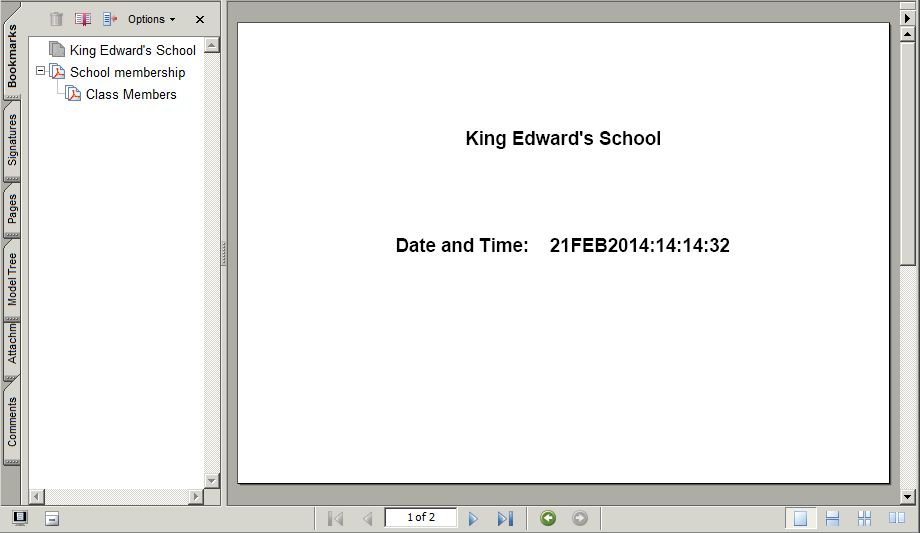 Options
King Edward's School
School membership
Class Members
Bookmarks
Signatures
Pages
Model Tree
Attachm
Comments
King Edward's School
Date and Time: 21FEB2014:14:14:32
1 of 2